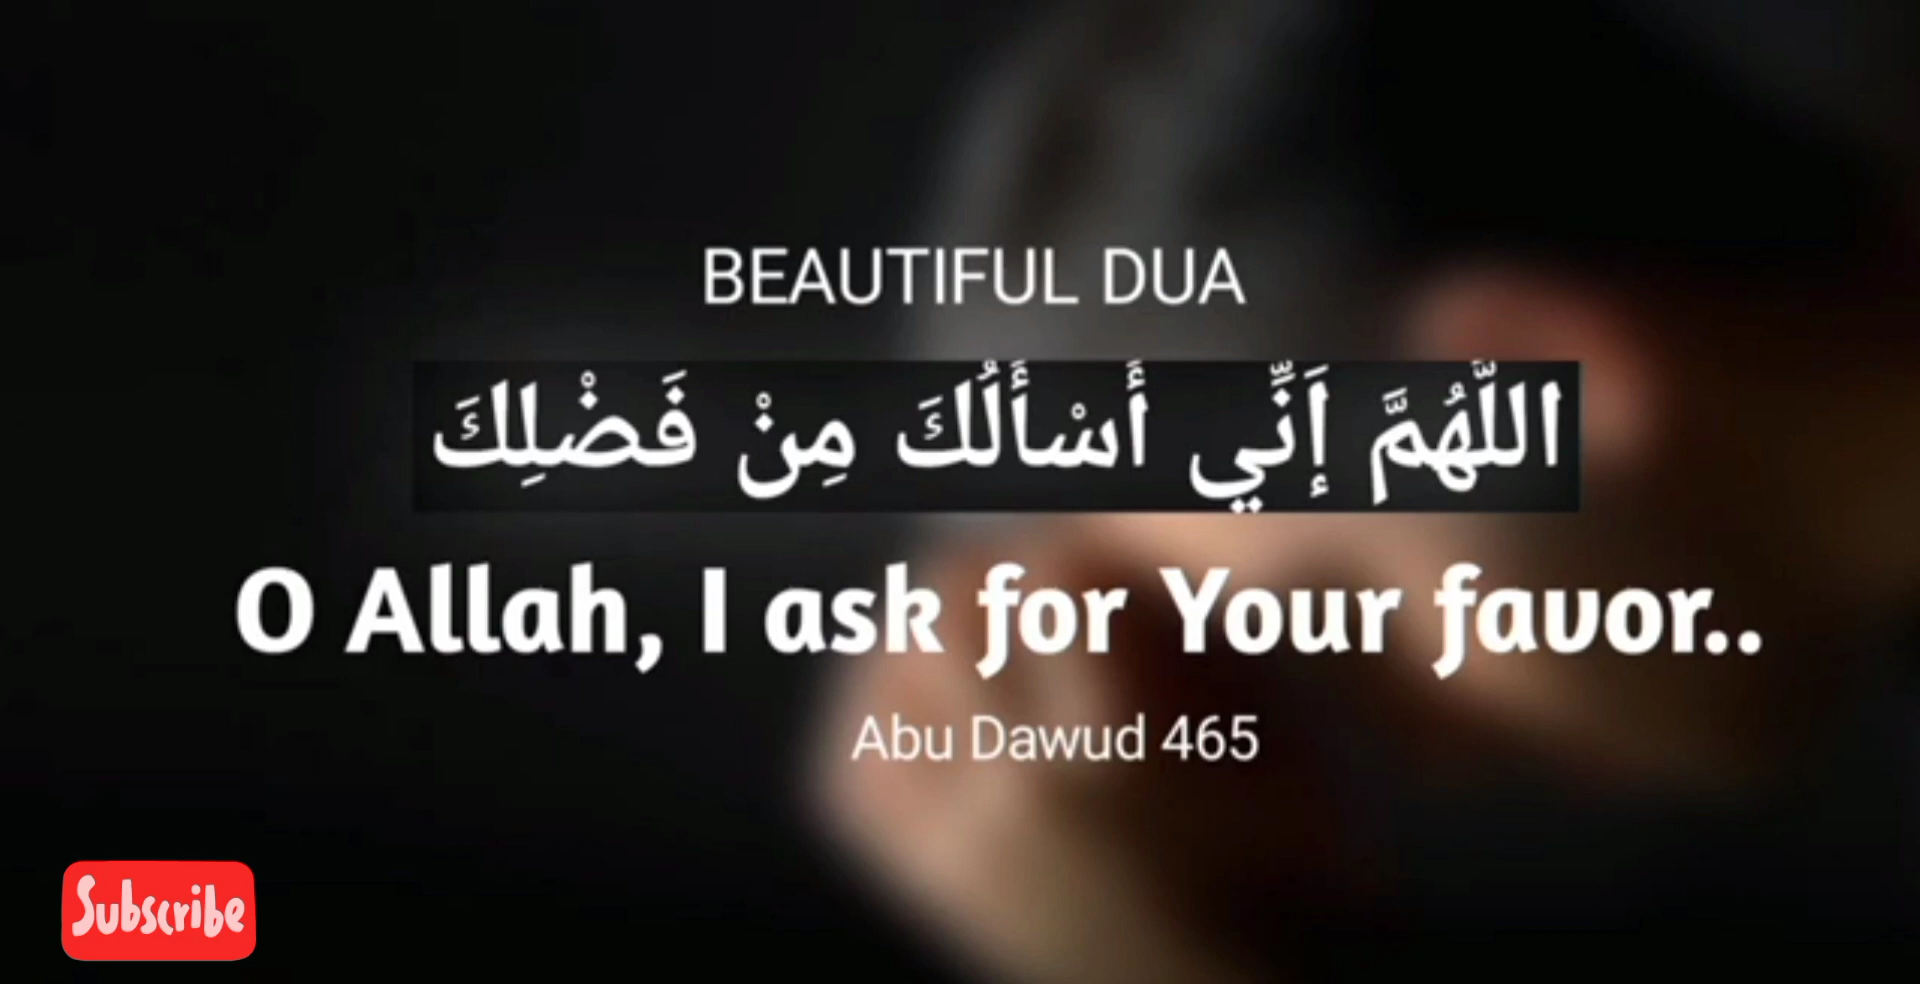 BEAUTIFUL DUA
اللَّهُمَّ إَنِّي أَسْأَلُكَ مِنْ فَضْلِكَ
O Allah, I ask for Your favor..
Abu Dawud 465
Subscribe